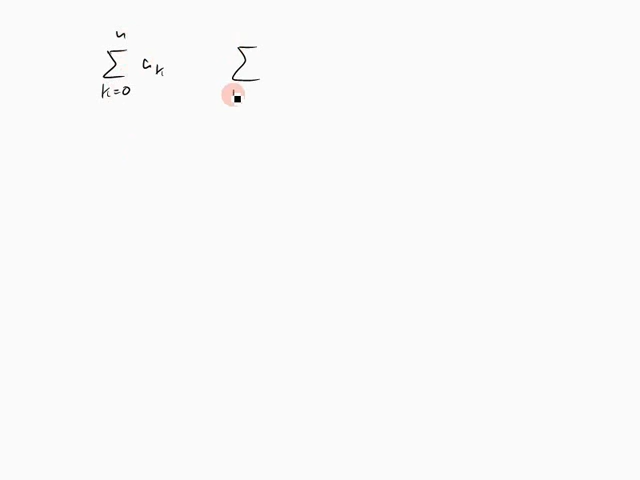 n
∑ a_k ∑
k=0